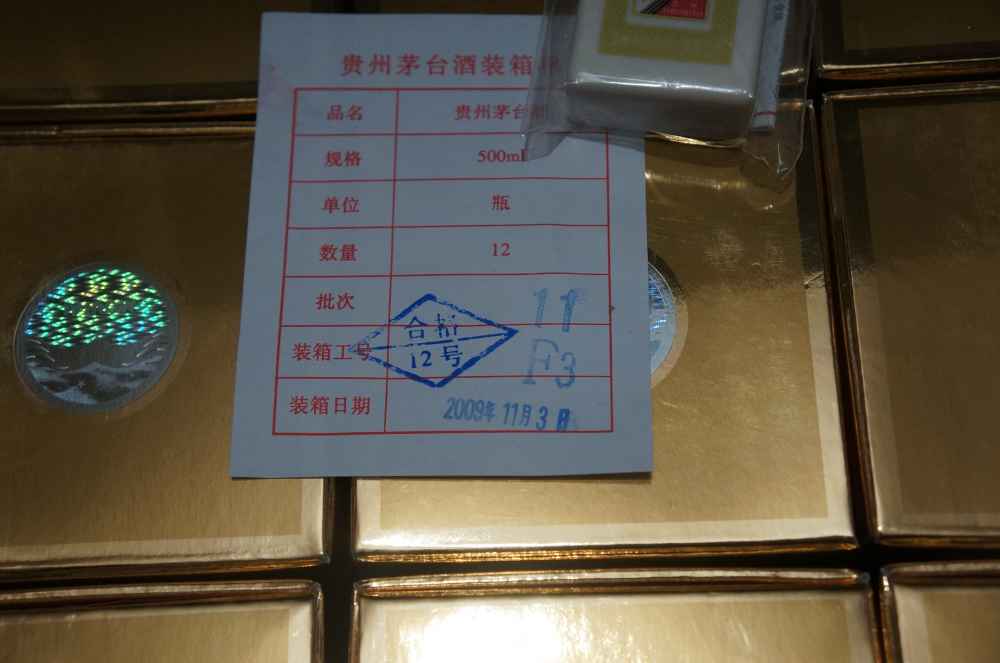 贵州茅台酒装箱单
品名 贵州茅台酒
规格 500ml
单位 瓶
数量 12
批次 11
装箱工号 F3
合格
12号
装箱日期 2009年11月3日